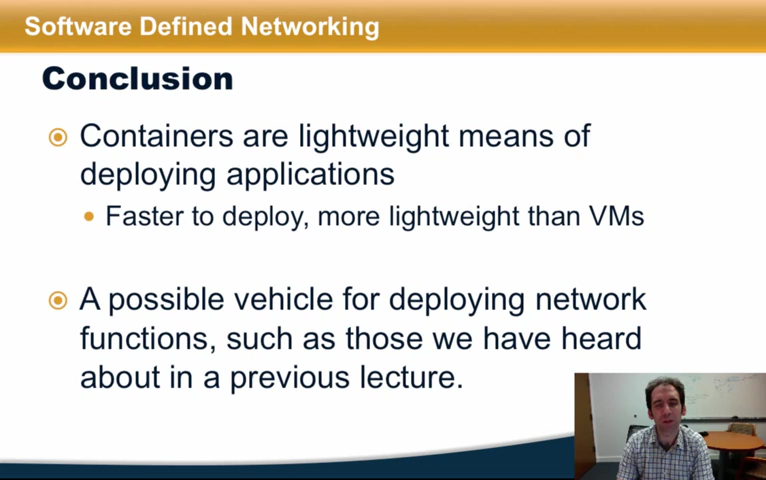 Software Defined Networking
Conclusion
Containers are lightweight means of
deploying applications
Faster to deploy, more lightweight than VMs
A possible vehicle for deploying network
functions, such as those we have heard
about in a previous lecture.